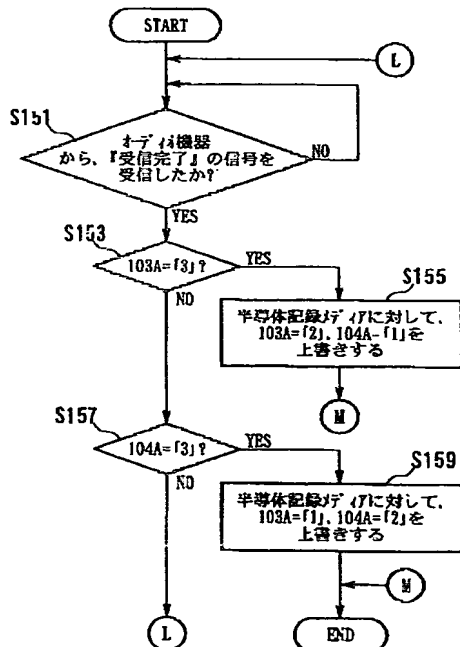 START
L
S151
オーディオ機器
から、『受信完了』の信号を
受信したか?
NO
YES
S153
103A=「3」?
YES
NO
S155
半導体記録メディアに対して、
103A=「2」、104A=「1」を
上書きする
M
S157
104A=「3」?
YES
NO
S159
半導体記録メディアに対して、
103A=「1」、104A=「2」を
上書きする
M
L
END